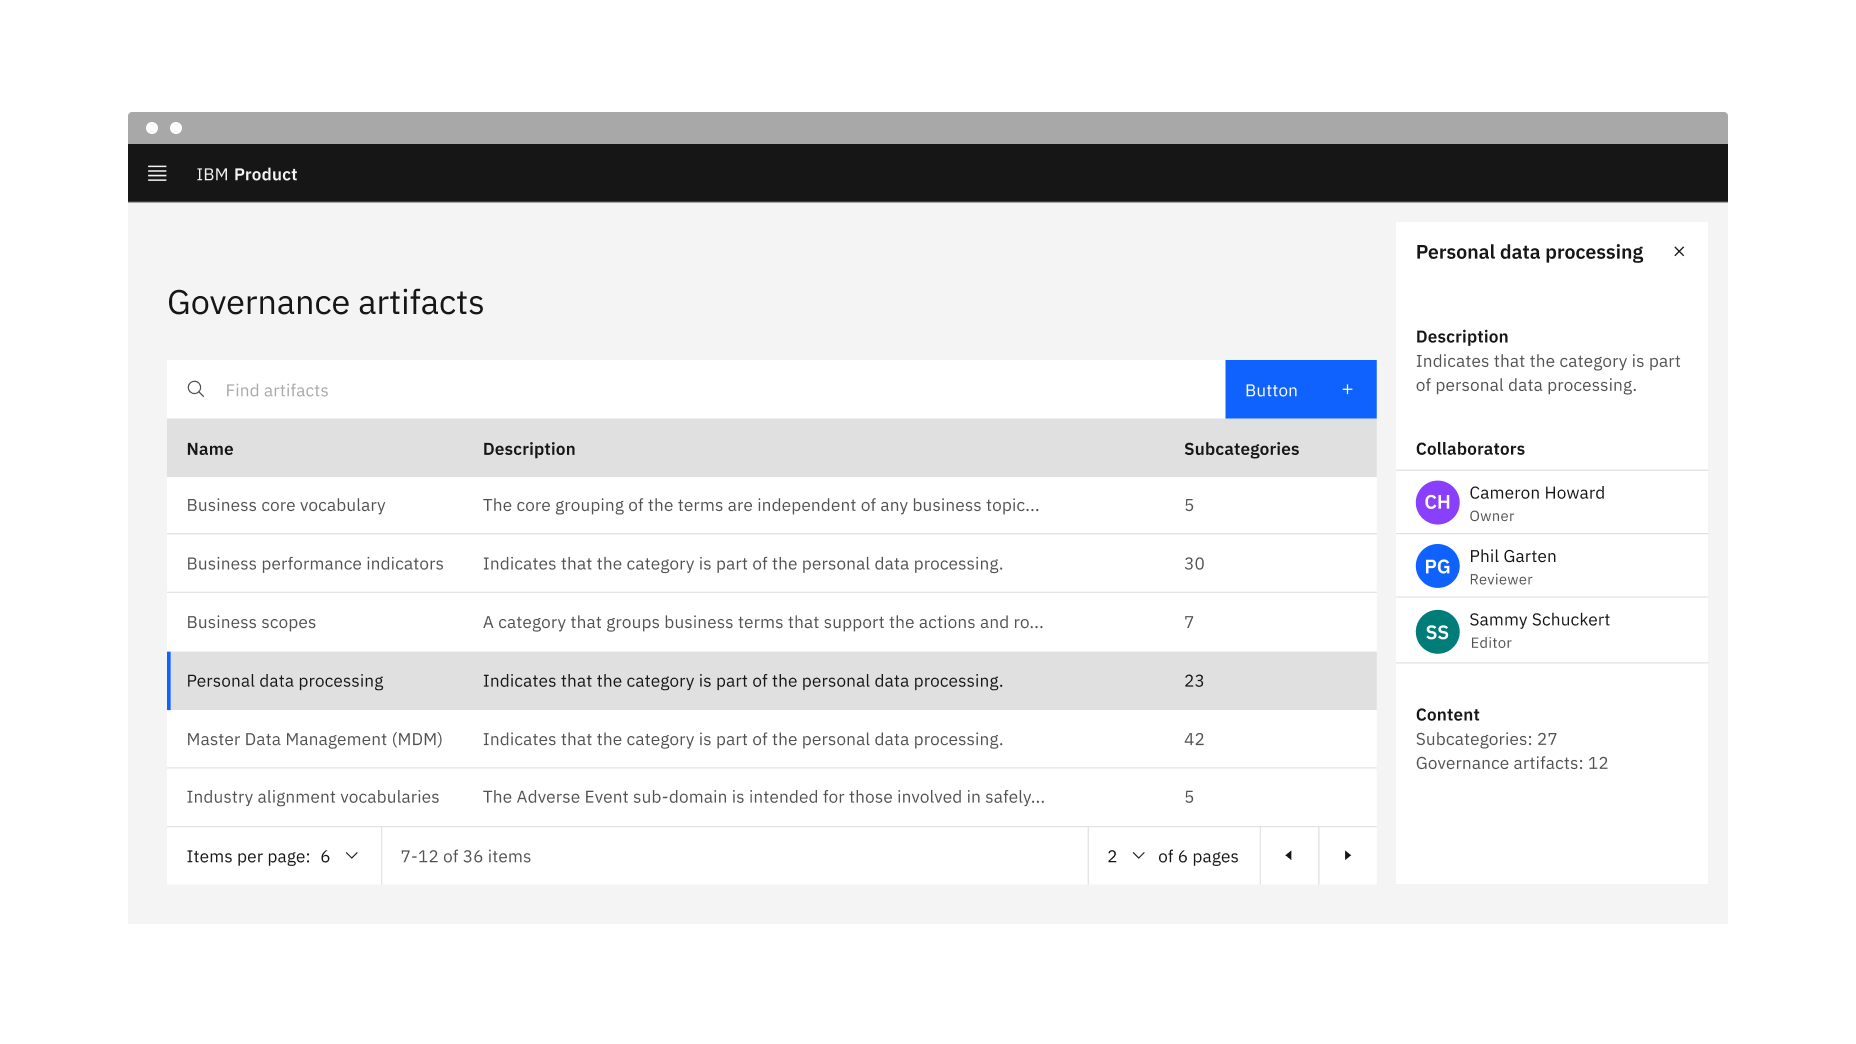 IBM Product
Governance artifacts
Find artifacts
Button +
Name Description Subcategories
Business core vocabulary The core grouping of the terms are independent of any business topic... 5
Business performance indicators Indicates that the category is part of the personal data processing. 30
Business scopes A category that groups business terms that support the actions and ro... 7
Personal data processing Indicates that the category is part of the personal data processing. 23
Master Data Management (MDM) Indicates that the category is part of the personal data processing. 42
Industry alignment vocabularies The Adverse Event sub-domain is intended for those involved in safely... 5
Items per page: 6 7-12 of 36 items 2 of 6 pages
Personal data processing
Description
Indicates that the category is part
of personal data processing.
Collaborators
CH Cameron Howard
Owner
PG Phil Garten
Reviewer
SS Sammy Schuckert
Editor
Content
Subcategories: 27
Governance artifacts: 12